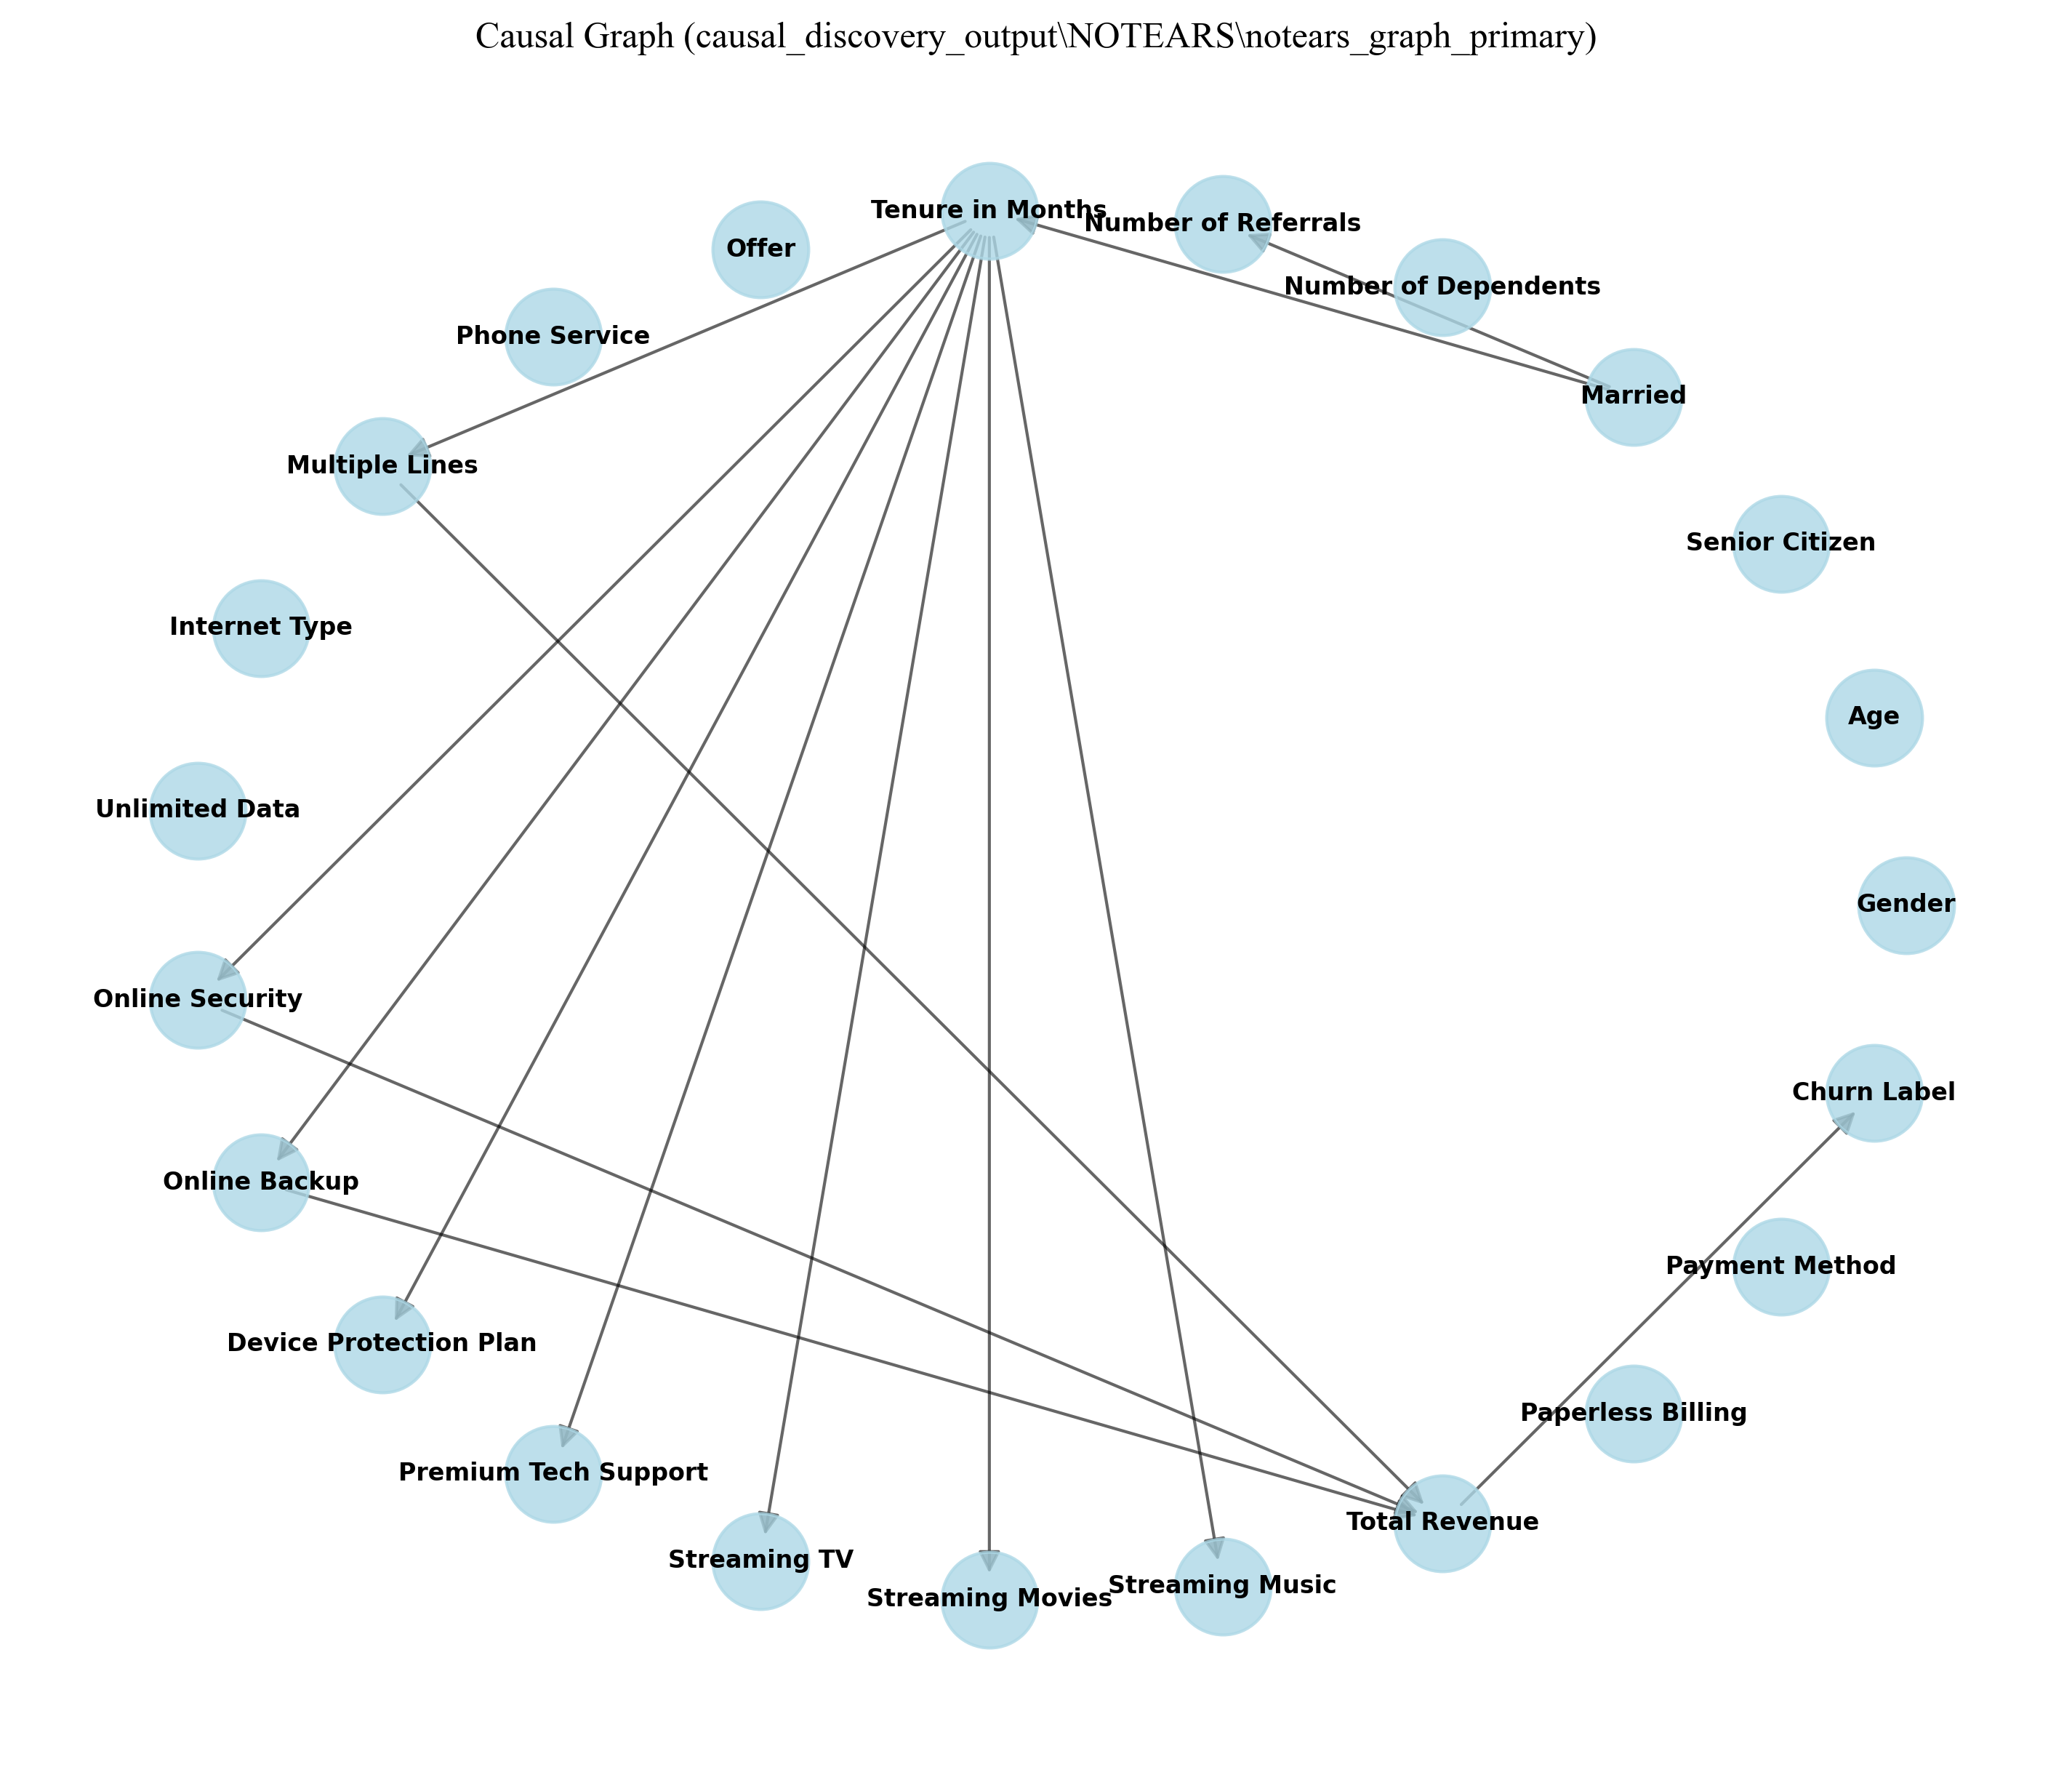 Causal Graph (causal_discovery_output\NOTEARS\notears_graph_primary)
Tenure in Months
Number of Referrals
Offer
Number of Dependents
Phone Service
Married
Multiple Lines
Senior Citizen
Internet Type
Age
Unlimited Data
Gender
Online Security
Churn Label
Online Backup
Payment Method
Device Protection Plan
Paperless Billing
Premium Tech Support
Total Revenue
Streaming TV
Streaming Music
Streaming Movies